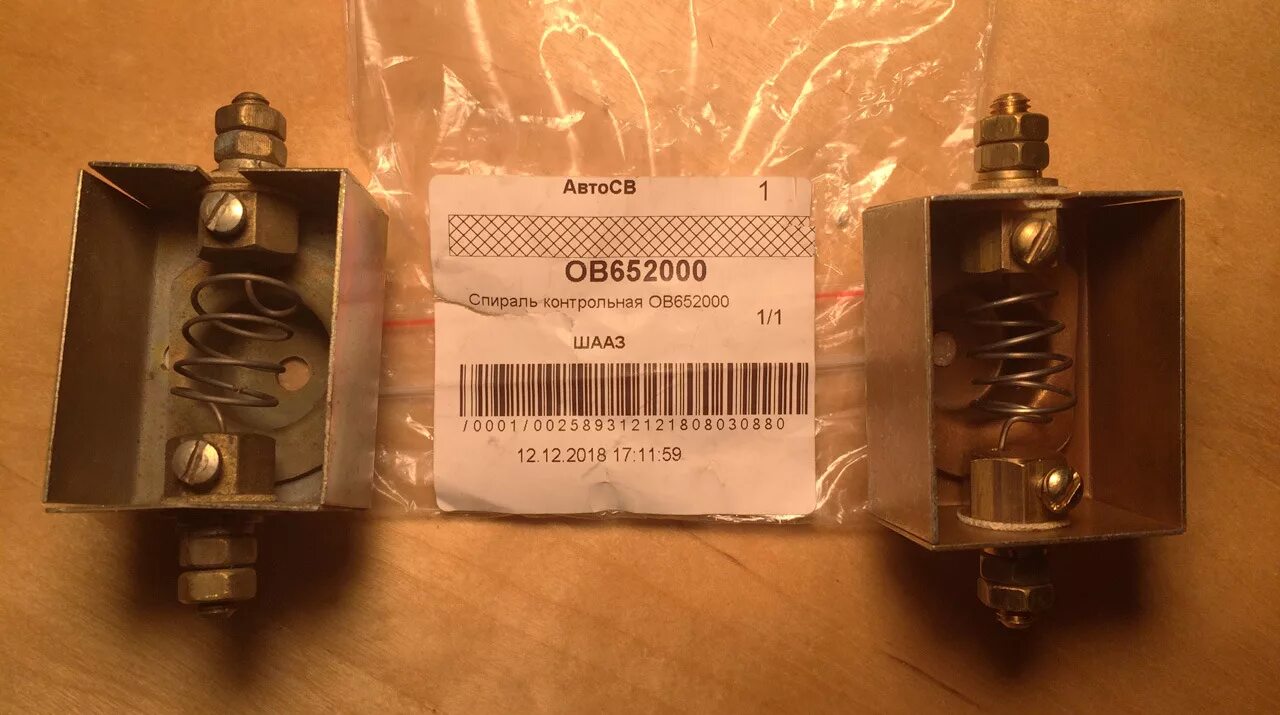 АвтоСВ 1
ОВ652000
Спираль контрольная ОВ652000
1/1
ШААЗ
/0001/002589312121808030880
12.12.2018 17:11:59